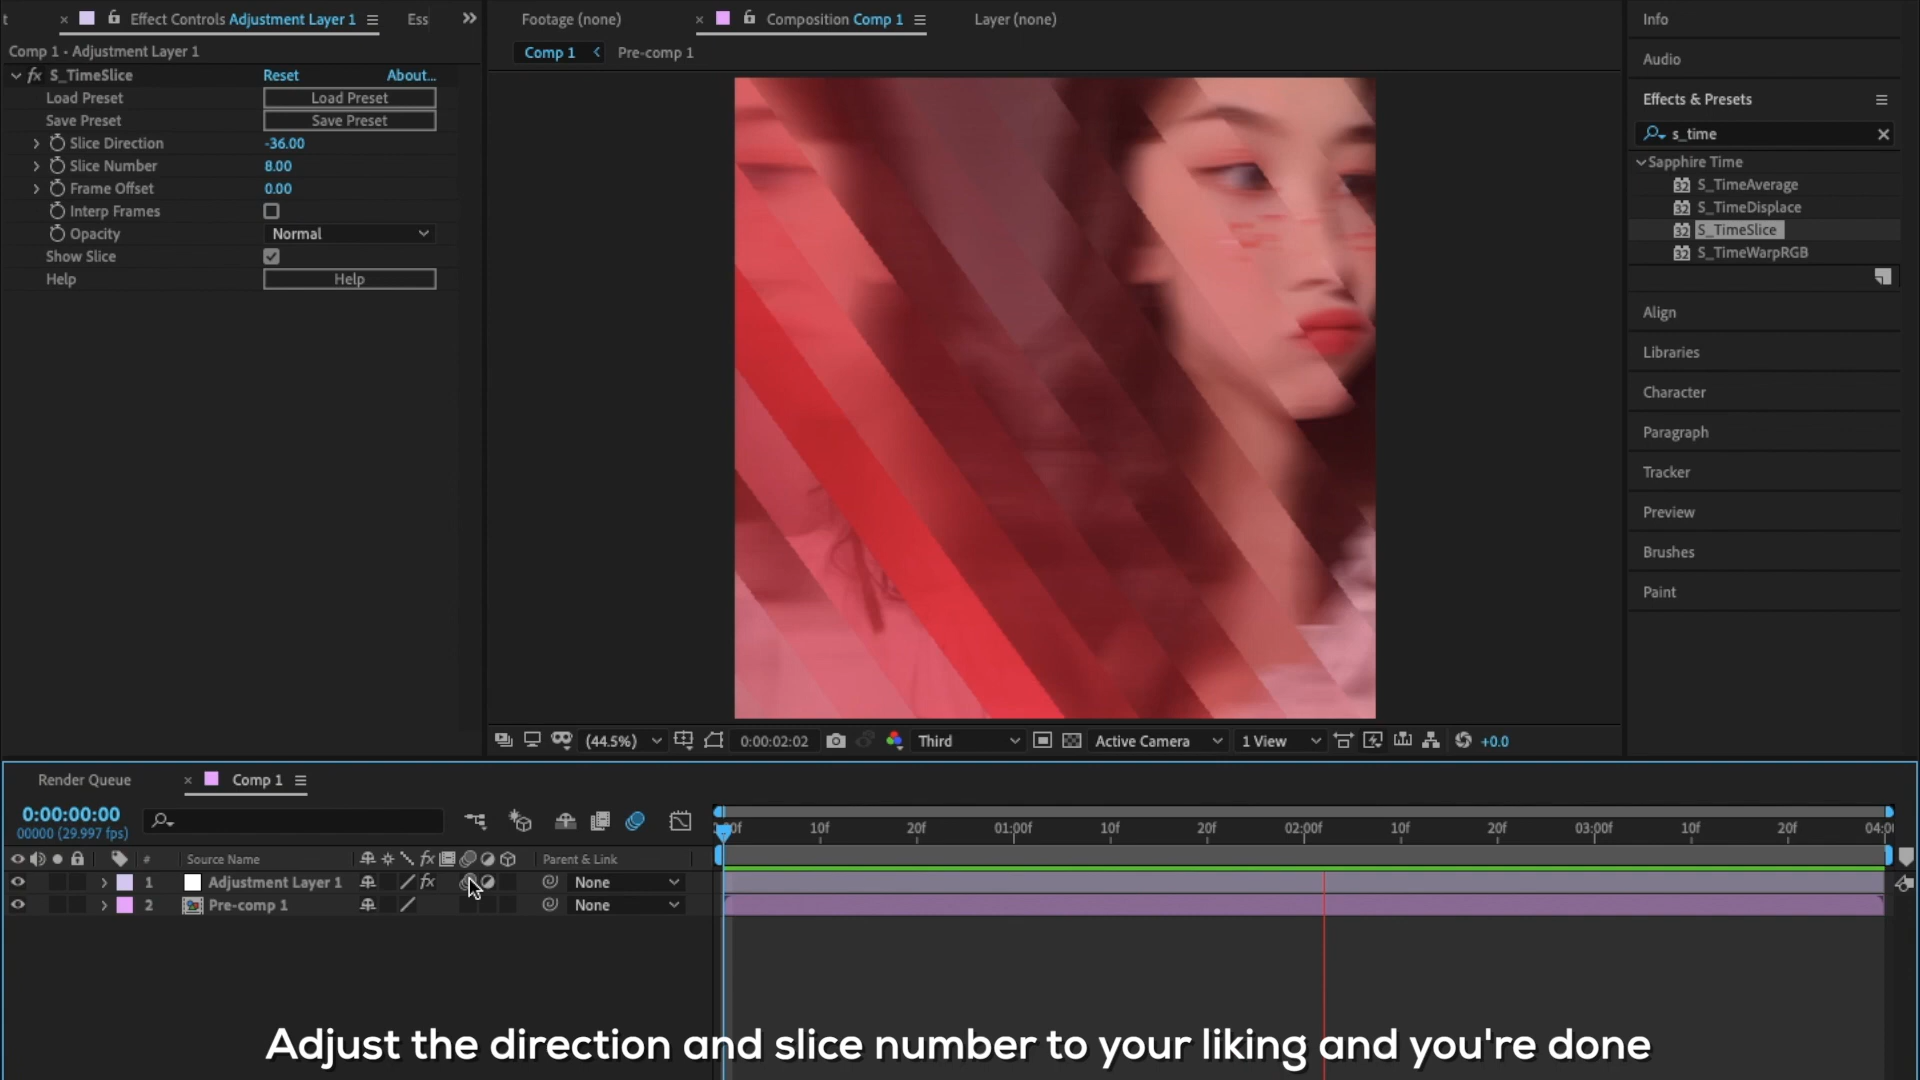 t × Effect Controls Adjustment Layer 1 Ess
Comp 1 • Adjustment Layer 1
fx S_TimeSlice Reset About...
Load Preset Load Preset
Save Preset Save Preset
Slice Direction -36.00
Slice Number 8.00
Frame Offset 0.00
Interp Frames
Opacity Normal
Show Slice
Help Help
Footage (none) × Composition Comp 1 Layer (none)
Comp 1 Pre-comp 1
(44.5%) 0:00:02:02 Third Active Camera 1 View +0.0
Info
Audio
Effects & Presets
s_time
Sapphire Time
32 S_TimeAverage
32 S_TimeDisplace
32 S_TimeSlice
32 S_TimeWarpRGB
Align
Libraries
Character
Paragraph
Tracker
Preview
Brushes
Paint
Render Queue × Comp 1
0:00:00:00
00000 (29.997 fps)
10f 20f 01:00f 10f 20f 02:00f 10f 20f 03:00f 10f 20f
# Source Name fx Parent & Link
1 Adjustment Layer 1 fx None
2 Pre-comp 1 None
Adjust the direction and slice number to your liking and you're done